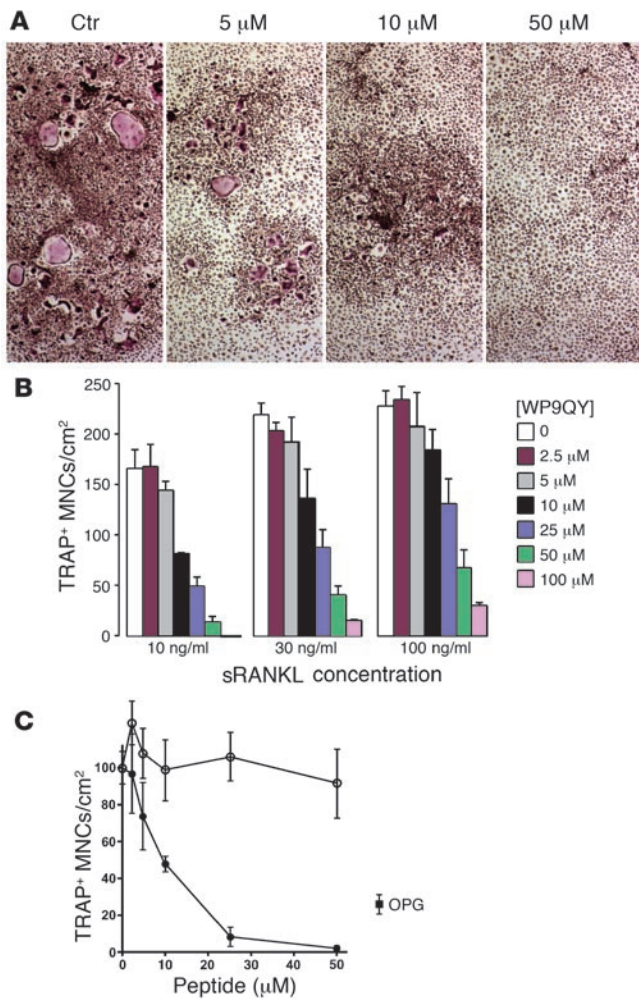 A
Ctr 5 μM 10 μM 50 μM
B
250
200
150
100
50
0
TRAP+ MNCs/cm²
10 ng/ml 30 ng/ml 100 ng/ml
sRANKL concentration
[WP9QY]
0
2.5 μM
5 μM
10 μM
25 μM
50 μM
100 μM
C
100
80
60
40
20
0
TRAP+ MNCs/cm²
0 10 20 30 40 50
Peptide (μM)
OPG